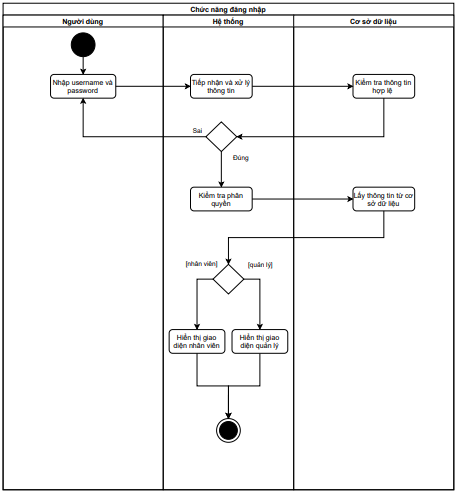 Chức năng đăng nhập
Người dùng
Hệ thống
Cơ sở dữ liệu
Nhập username và
password
Tiếp nhận và xử lý
thông tin
Kiểm tra thông tin
hợp lệ
Sai
Đúng
Kiểm tra phân
quyền
Lấy thông tin từ cơ
sở dữ liệu
[nhân viên]
[quản lý]
Hiển thị giao
diện nhân viên
Hiển thị giao
diện quản lý